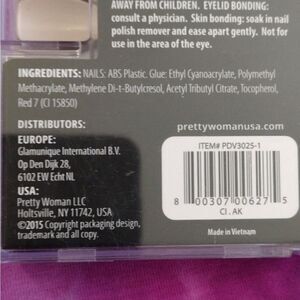 AWAY FROM CHILDREN. EYELID BONDING:
consult a physician. Skin bonding: soak in nail
polish remover and ease apart gently. Not for
use in the area of the eye.
INGREDIENTS: NAILS: ABS Plastic. Glue: Ethyl Cyanoacrylate, Polymethyl
Methacrylate, Methylene Di-t-Butylcresol, Acetyl Tributyl Citrate, Tocopherol,
Red 7 (CI 15850)
DISTRIBUTORS:
EUROPE:
Glamunique International B.V.
Op Den Dijk 28,
6102 EW Echt NL
USA:
Pretty Woman LLC
Holtsville, NY 11742, USA
©2015 Copyright packaging design,
trademark and all copy.
prettywomanusa.com
ITEM# PDV3025-1
8 00307 00627 5
CI . AK
Made in Vietnam